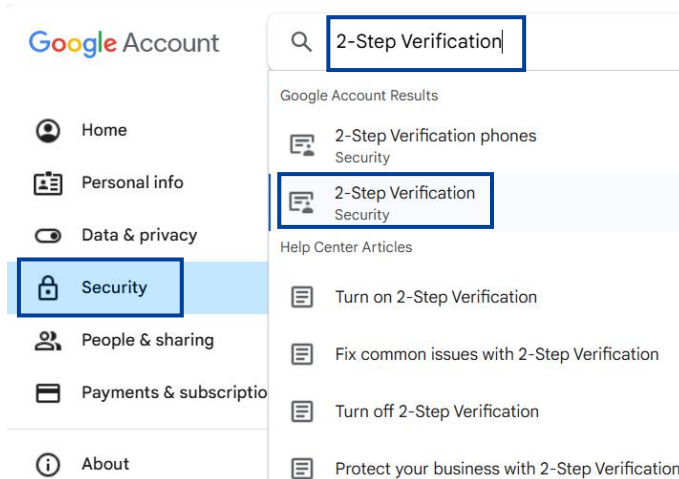 Google Account
2-Step Verification
Home
Personal info
Data & privacy
Security
People & sharing
Payments & subscriptio
About
Google Account Results
2-Step Verification phones
Security
2-Step Verification
Security
Help Center Articles
Turn on 2-Step Verification
Fix common issues with 2-Step Verification
Turn off 2-Step Verification
Protect your business with 2-Step Verification